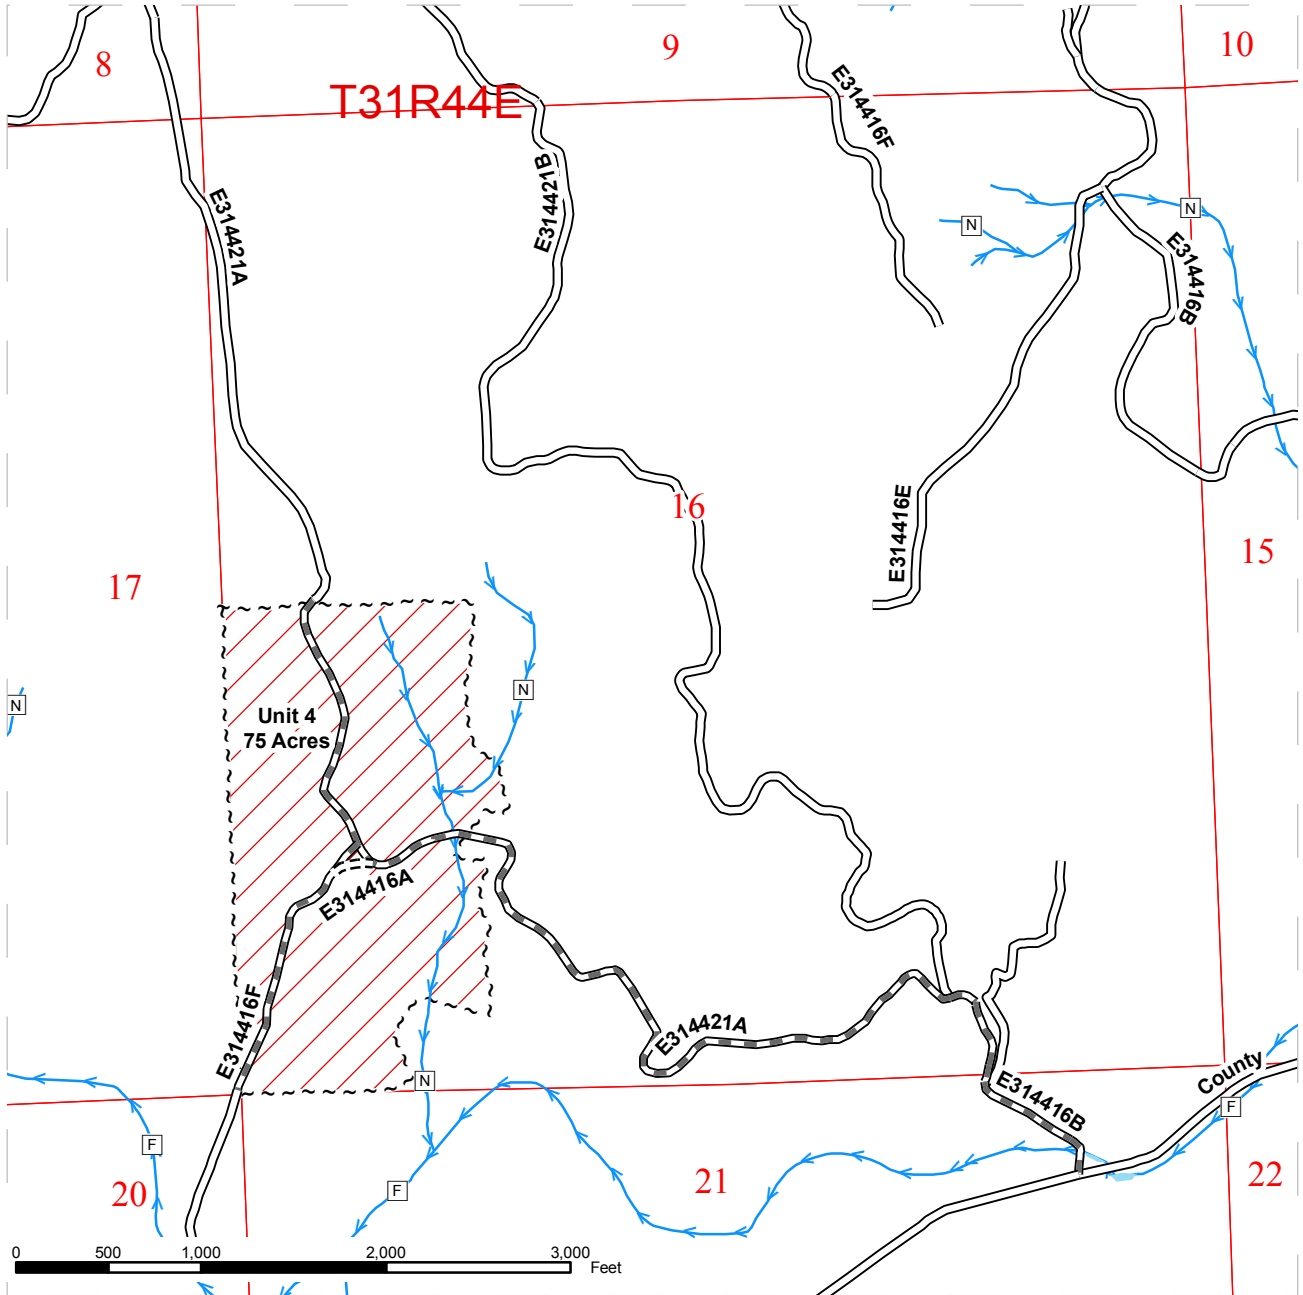 8
9
10
T31R44E
E314416F
E314421B
E314421A
N
N
E314416B
16
E314416E
15
17
N
N
Unit 4
75 Acres
E314416A
E314416F
E314421A
County
N
E314416B
F
F
20
F
21
22
0 500 1,000 2,000 3,000
Feet